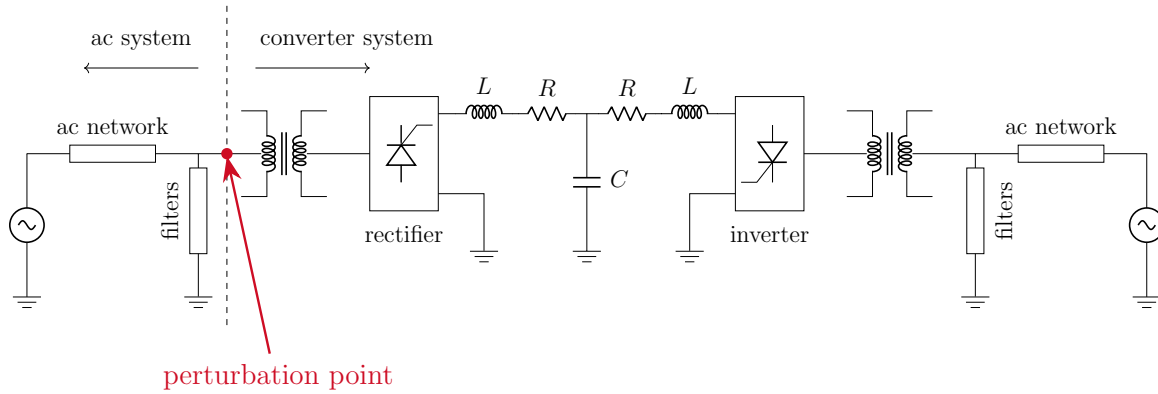 ac system
converter system
L
R
R
L
ac network
ac network
C
filters
filters
rectifier
inverter
perturbation point